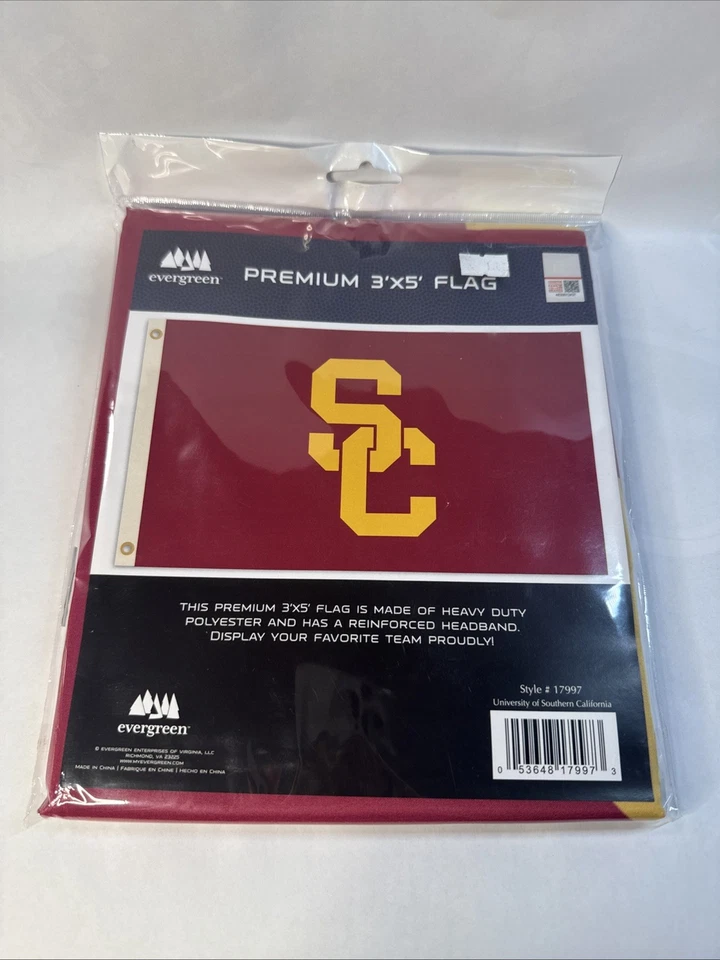 evergreen
PREMIUM 3'x5' FLAG
SC
THIS PREMIUM 3'x5' FLAG IS MADE OF HEAVY DUTY
POLYESTER AND HAS A REINFORCED HEADBAND.
DISPLAY YOUR FAVORITE TEAM PROUDLY!
evergreen
© EVERGREEN ENTERPRISES OF VIRGINIA, LLC
RICHMOND, VA 23225
WWW.MYEVERGREEN.COM
MADE IN CHINA | FABRIQUÉ EN CHINE | HECHO EN CHINA
Style # 17997
University of Southern California
0 53648 17997 3